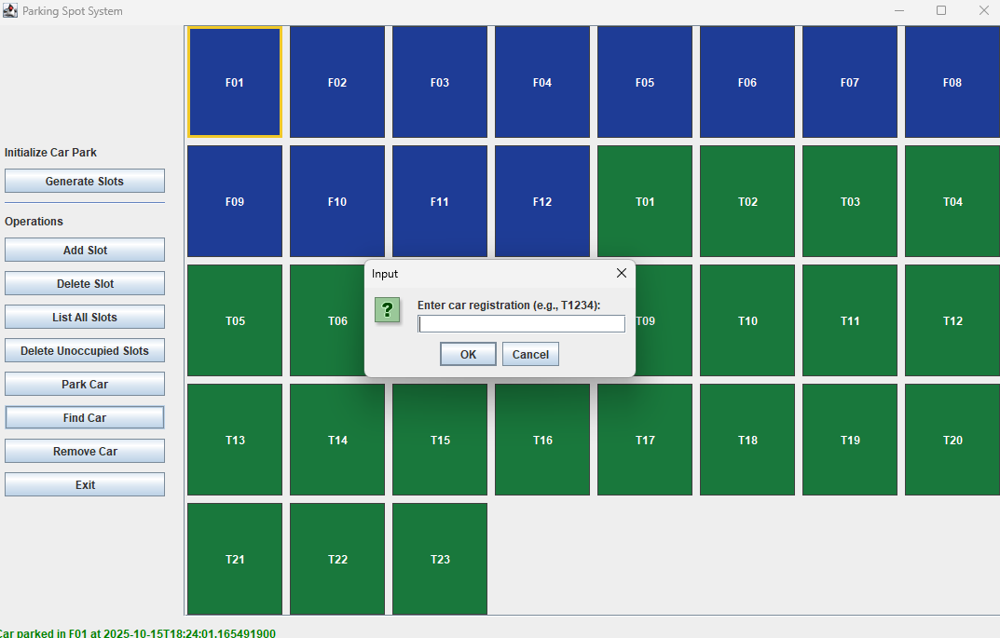 Parking Spot System
F01 F02 F03 F04 F05 F06 F07 F08
Initialize Car Park
Generate Slots
F09 F10 F11 F12 T01 T02 T03 T04
Operations
Add Slot
Delete Slot
List All Slots
Delete Unoccupied Slots
Park Car
Find Car
Remove Car
Exit
Input
Enter car registration (e.g., T1234):
?
OK Cancel
T05 T06 T09 T10 T11 T12
T13 T14 T15 T16 T17 T18 T19 T20
T21 T22 T23
Car parked in F01 at 2025-10-15T18:24:01.165491900